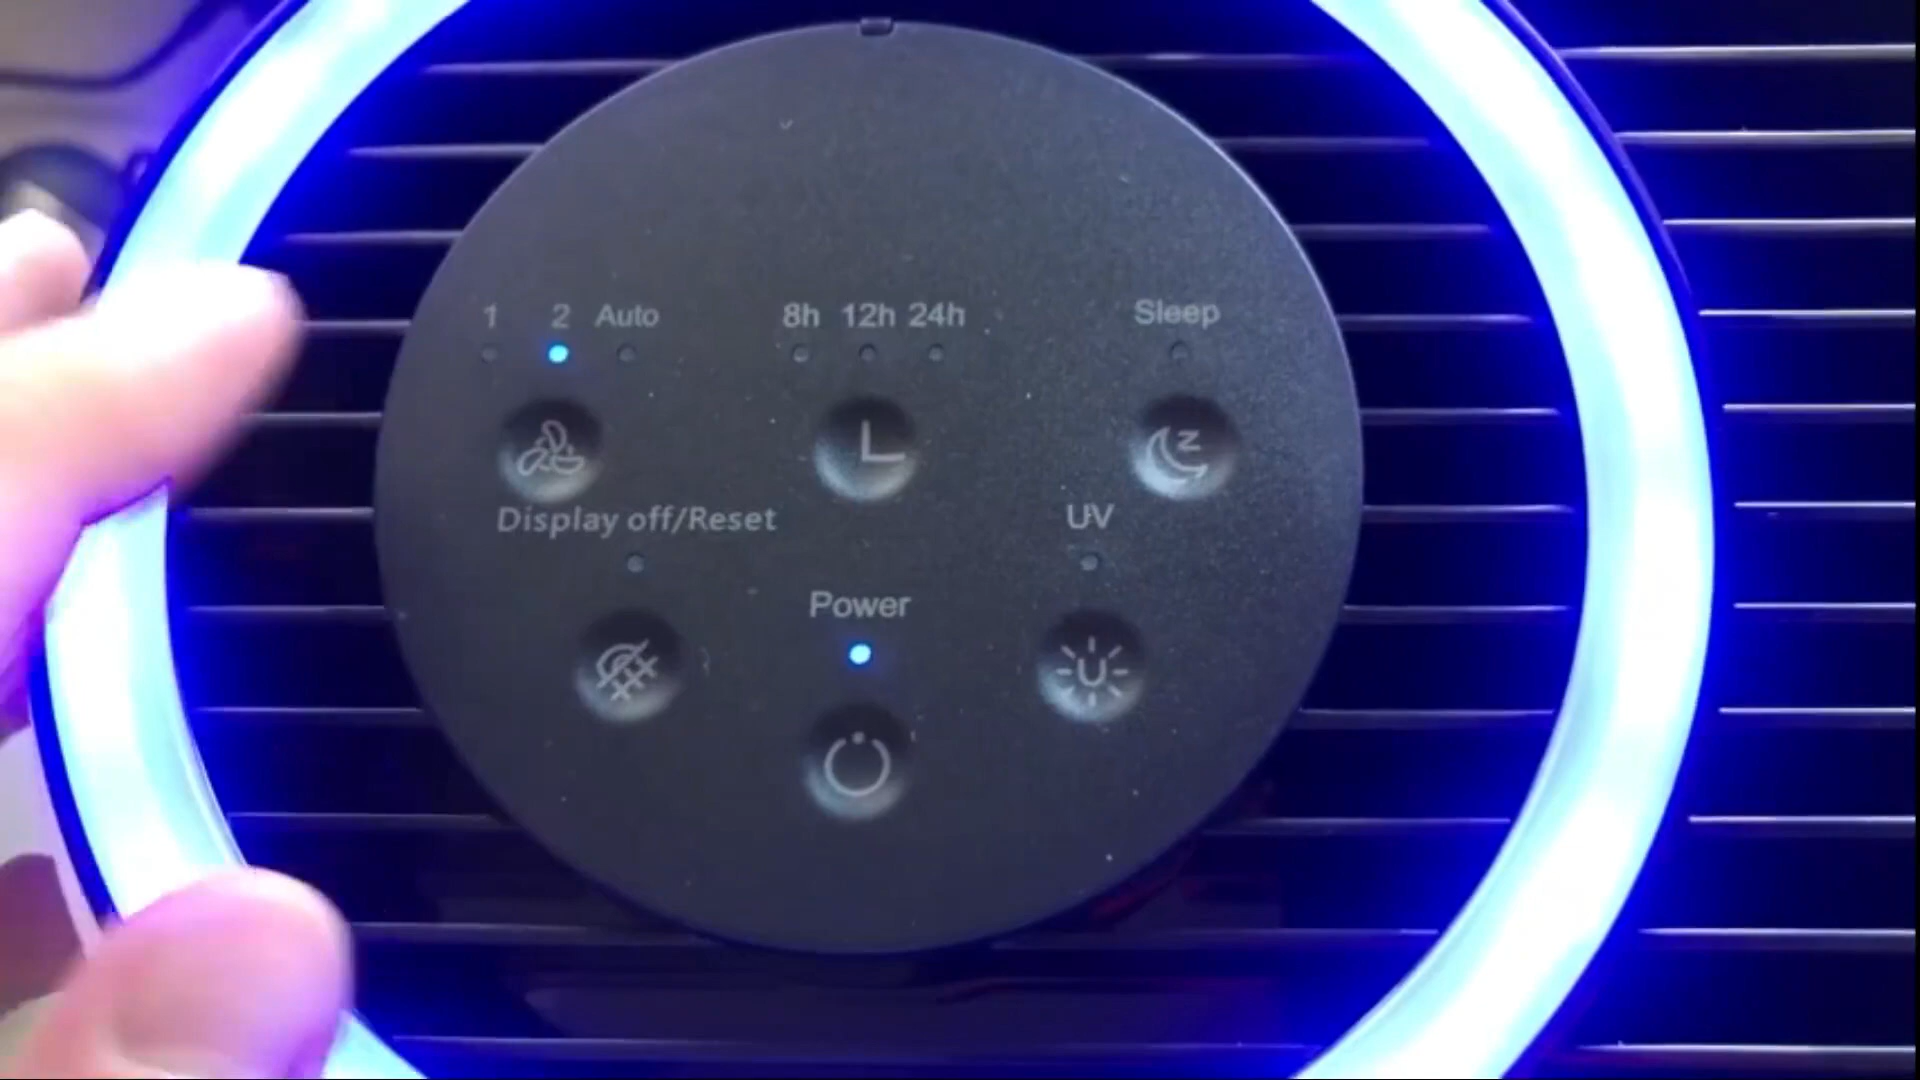 1 2 Auto
8h 12h 24h
Sleep
Display off/Reset
UV
Power